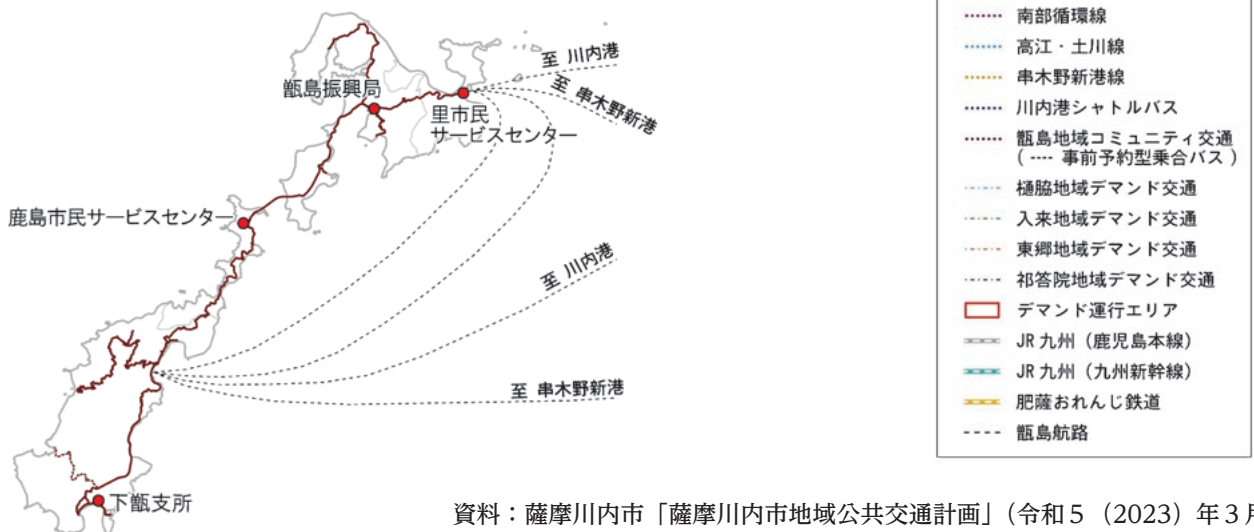 至 川内港
至 串木野新港
甑島振興局
里市民
サービスセンター
鹿島市民サービスセンター
至 川内港
至 串木野新港
下甑支所
南部循環線
高江・土川線
串木野新港線
川内港シャトルバス
甑島地域コミュニティ交通
( ---- 事前予約型乗合バス )
樋脇地域デマンド交通
入来地域デマンド交通
東郷地域デマンド交通
祁答院地域デマンド交通
デマンド運行エリア
JR 九州（鹿児島本線）
JR 九州（九州新幹線）
肥薩おれんじ鉄道
甑島航路
資料：薩摩川内市「薩摩川内市地域公共交通計画」（令和５（2023）年３月